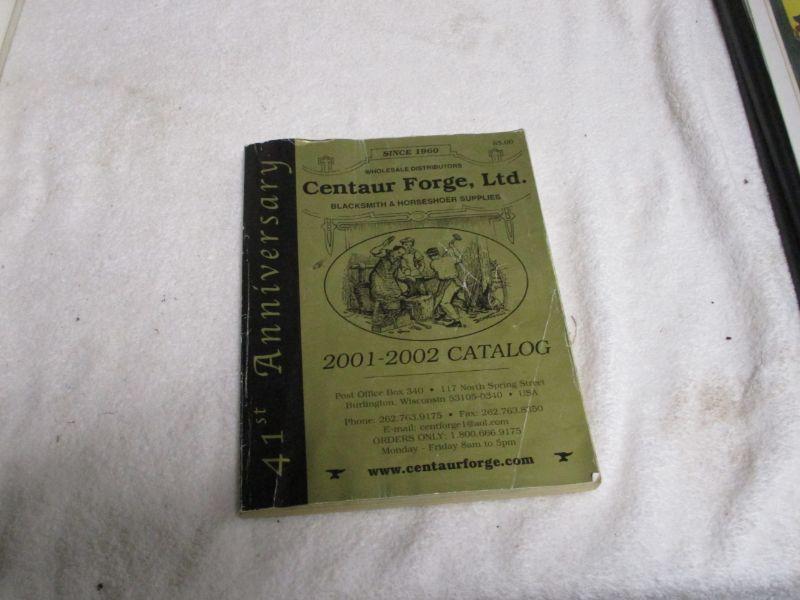 41st Anniversary
SINCE 1960
$5.00
WHOLESALE DISTRIBUTORS
Centaur Forge, Ltd.
BLACKSMITH & HORSESHOER SUPPLIES
2001-2002 CATALOG
Post Office Box 340 • 117 North Spring Street
Burlington, Wisconsin 53105-0340 • USA
Phone: 262.763.9175 • Fax: 262.763.8350
E-mail: centforge1@aol.com
ORDERS ONLY: 1.800.666.9175
Monday - Friday 8am to 5pm
www.centaurforge.com